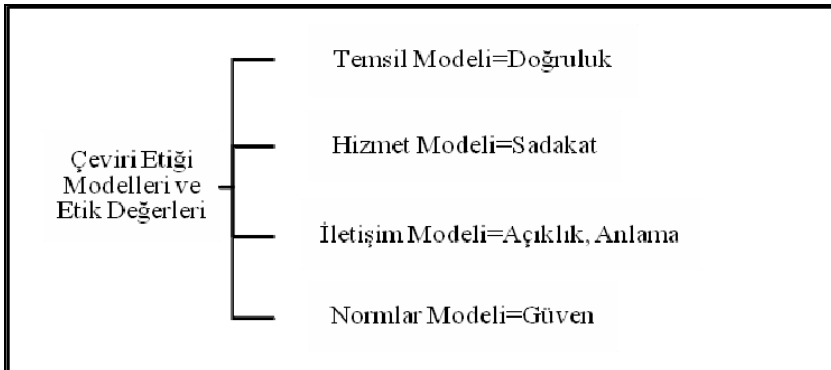 Çeviri Etiği
Modelleri ve
Etik Değerleri
Temsil Modeli=Doğruluk
Hizmet Modeli=Sadakat
İletişim Modeli=Açıklık, Anlama
Normlar Modeli=Güven